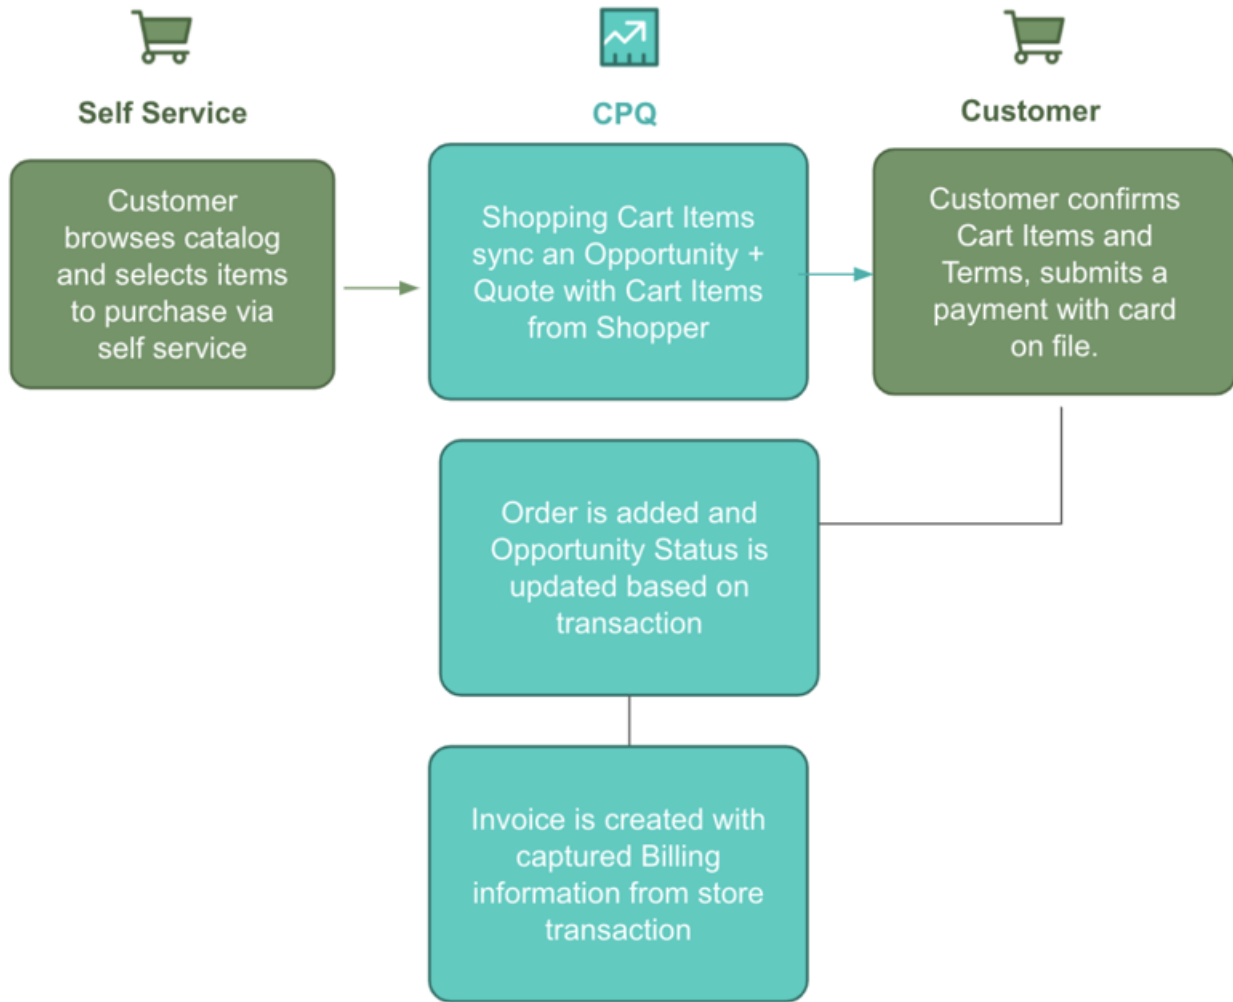 Self Service
CPQ
Customer
Customer
browses catalog
and selects items
to purchase via
self service
Shopping Cart Items
sync an Opportunity +
Quote with Cart Items
from Shopper
Customer confirms
Cart Items and
Terms, submits a
payment with card
on file.
Order is added and
Opportunity Status is
updated based on
transaction
Invoice is created with
captured Billing
information from store
transaction